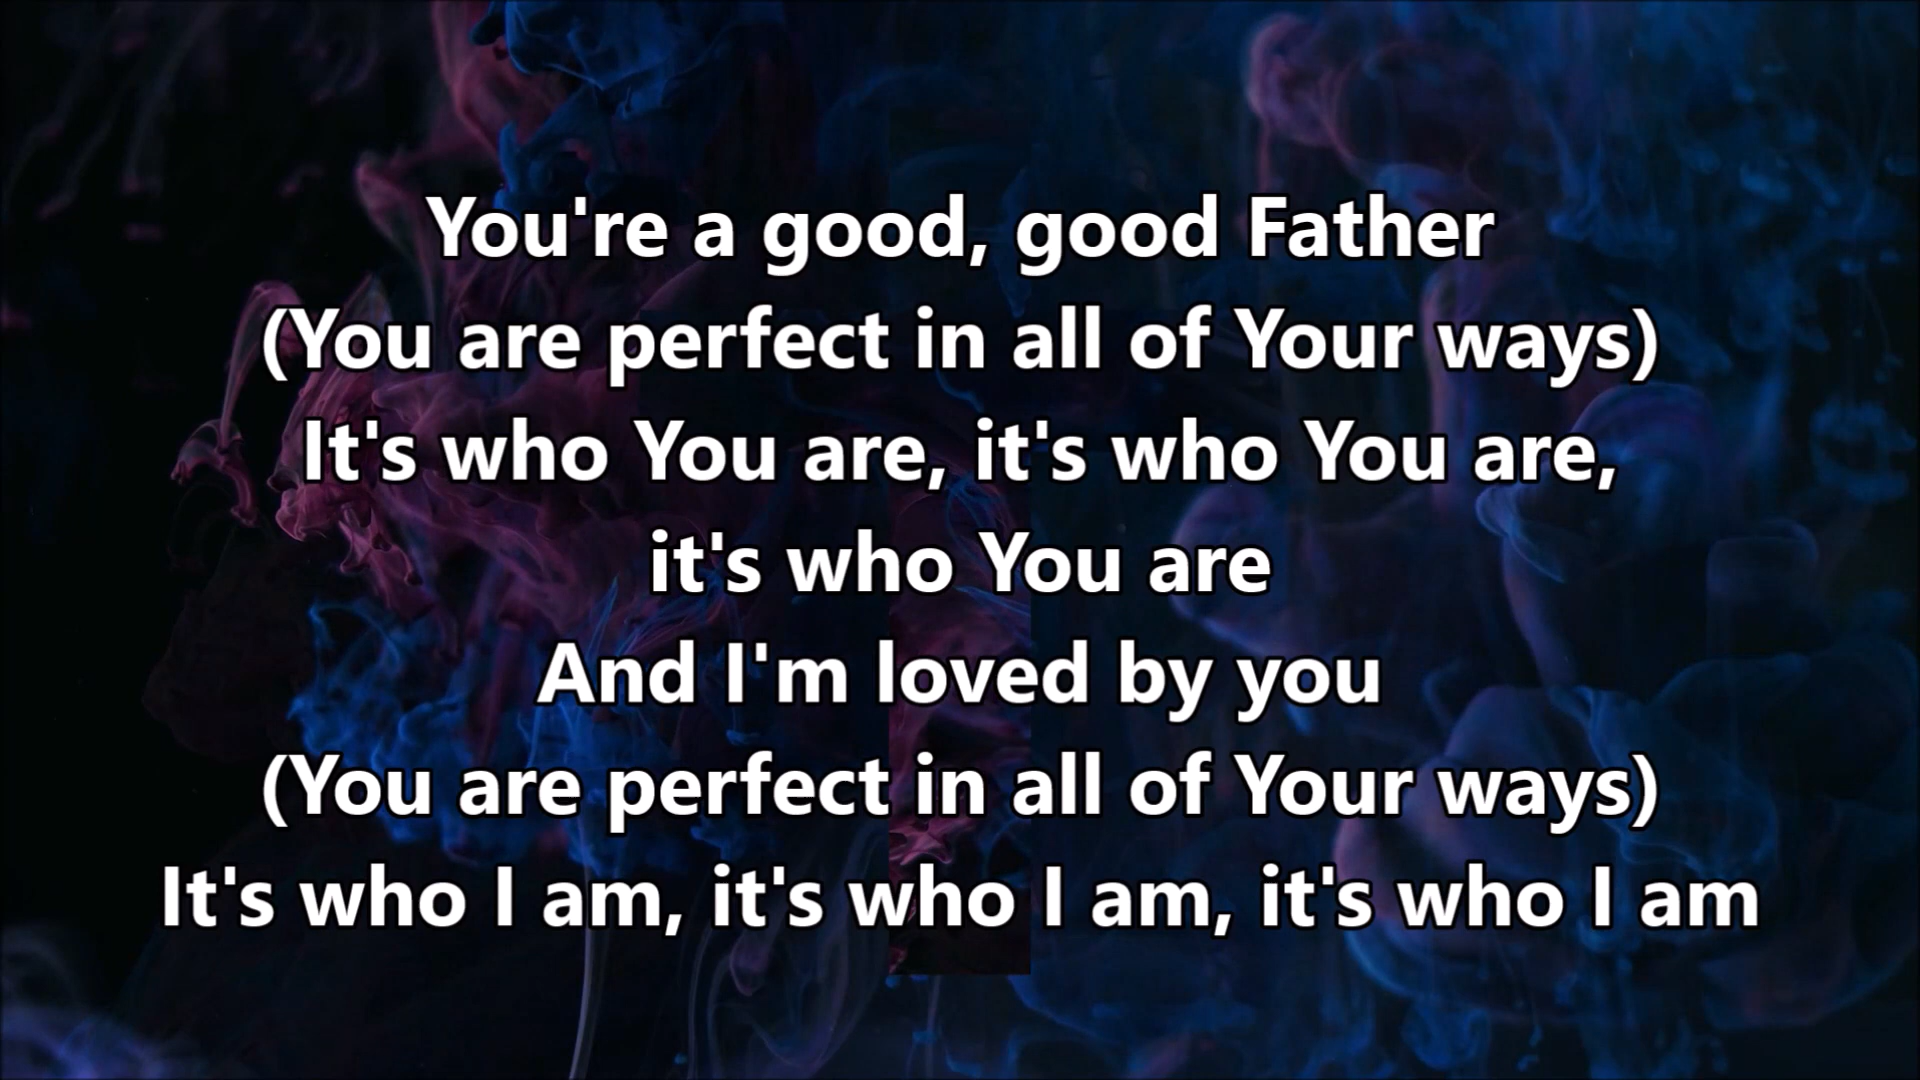 You're a good, good Father
(You are perfect in all of Your ways)
It's who You are, it's who You are,
it's who You are
And I'm loved by you
(You are perfect in all of Your ways)
It's who I am, it's who I am, it's who I am